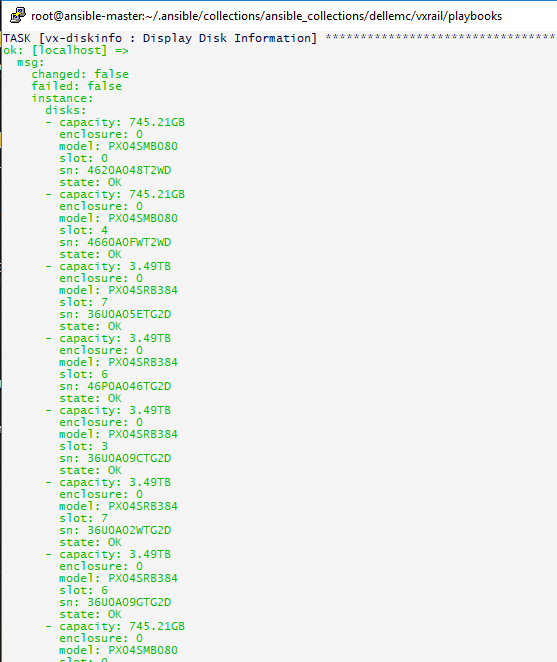 root@ansible-master:~/.ansible/collections/ansible_collections/dellemc/vxrail/playbooks
TASK [vx-diskinfo : Display Disk Information] *********************************
ok: [localhost] =>
  msg:
    changed: false
    failed: false
    instance:
      disks:
      - capacity: 745.21GB
        enclosure: 0
        model: PX04SMB080
        slot: 0
        sn: 4620A048T2WD
        state: OK
      - capacity: 745.21GB
        enclosure: 0
        model: PX04SMB080
        slot: 4
        sn: 4660A0FWT2WD
        state: OK
      - capacity: 3.49TB
        enclosure: 0
        model: PX04SRB384
        slot: 7
        sn: 36U0A05ETG2D
        state: OK
      - capacity: 3.49TB
        enclosure: 0
        model: PX04SRB384
        slot: 6
        sn: 46P0A046TG2D
        state: OK
      - capacity: 3.49TB
        enclosure: 0
        model: PX04SRB384
        slot: 3
        sn: 36U0A09CTG2D
        state: OK
      - capacity: 3.49TB
        enclosure: 0
        model: PX04SRB384
        slot: 7
        sn: 36U0A02WTG2D
        state: OK
      - capacity: 3.49TB
        enclosure: 0
        model: PX04SRB384
        slot: 6
        sn: 36U0A09GTG2D
        state: OK
      - capacity: 745.21GB
        enclosure: 0
        model: PX04SMB080
        slot: 0